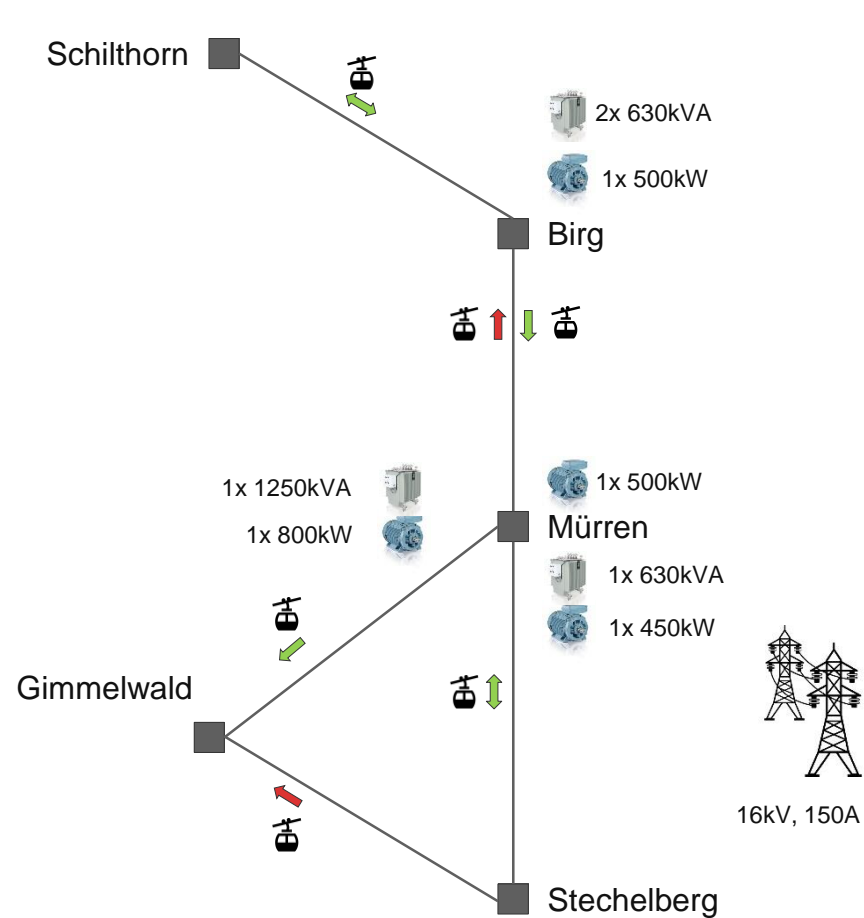 Schilthorn
2x 630kVA
1x 500kW
Birg
1x 1250kVA
1x 500kW
1x 800kW
Mürren
1x 630kVA
1x 450kW
Gimmelwald
16kV, 150A
Stechelberg